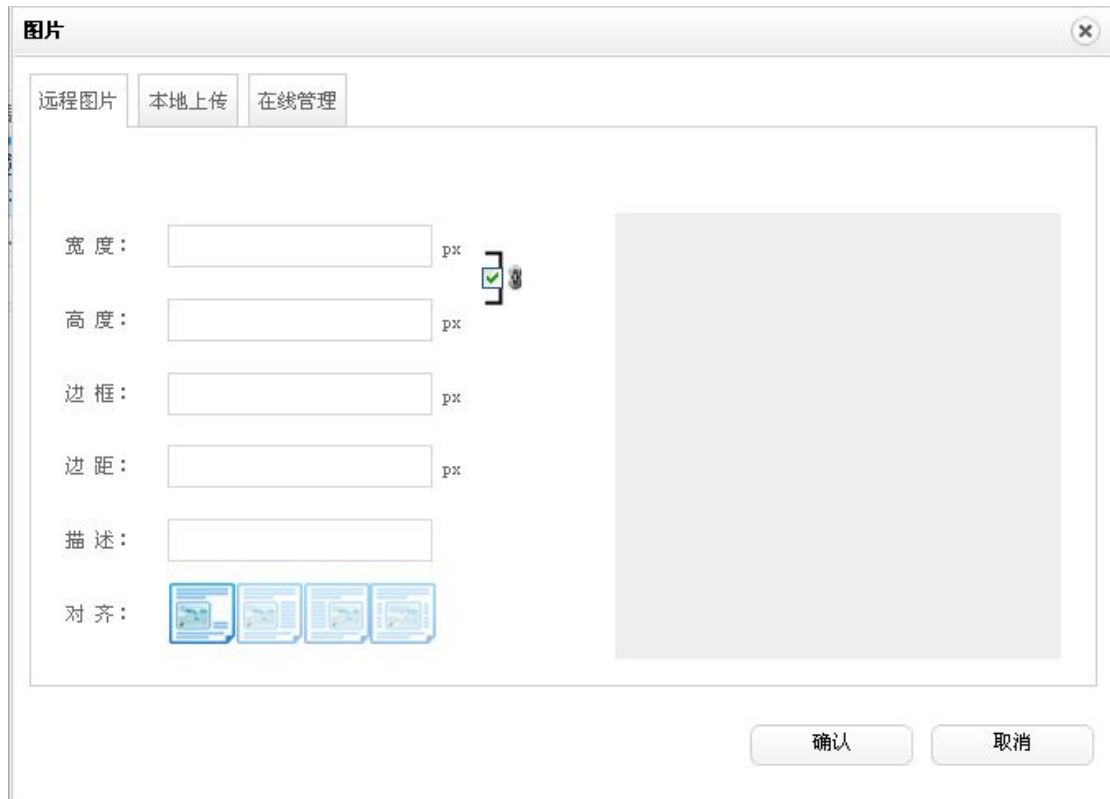 图片
远程图片 本地上传 在线管理
宽 度： px
高 度： px
边 框： px
边 距： px
描 述：
对 齐：
确认 取消